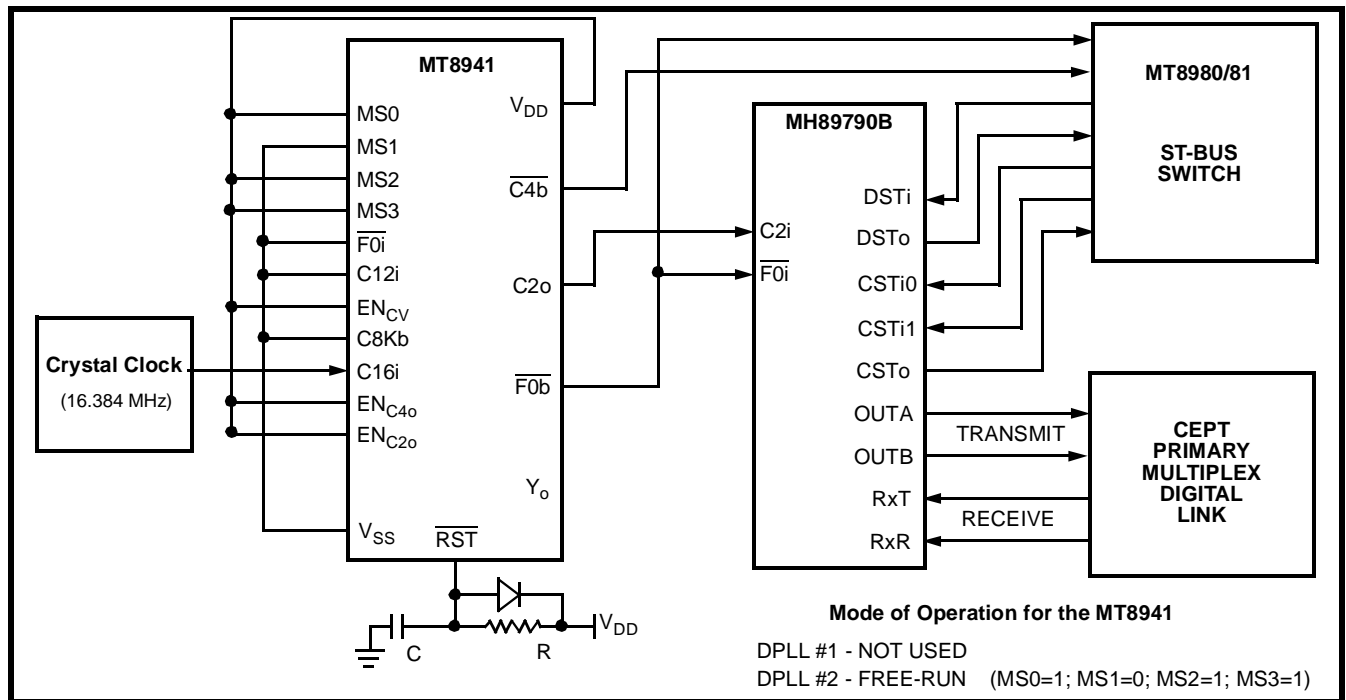 MT8941
MS0
MS1
MS2
MS3
F0i
C12i
ENCV
C8Kb
C16i
ENC4o
ENC2o
VSS
RST
VDD
C4b
C2o
F0b
Yo
Crystal Clock
(16.384 MHz)
C
R
VDD
MH89790B
C2i
F0i
DSTi
DSTo
CSTi0
CSTi1
CSTo
OUTA
OUTB
RxT
RxR
TRANSMIT
RECEIVE
MT8980/81
ST-BUS
SWITCH
CEPT
PRIMARY
MULTIPLEX
DIGITAL
LINK
Mode of Operation for the MT8941
DPLL #1 - NOT USED
DPLL #2 - FREE-RUN (MS0=1; MS1=0; MS2=1; MS3=1)